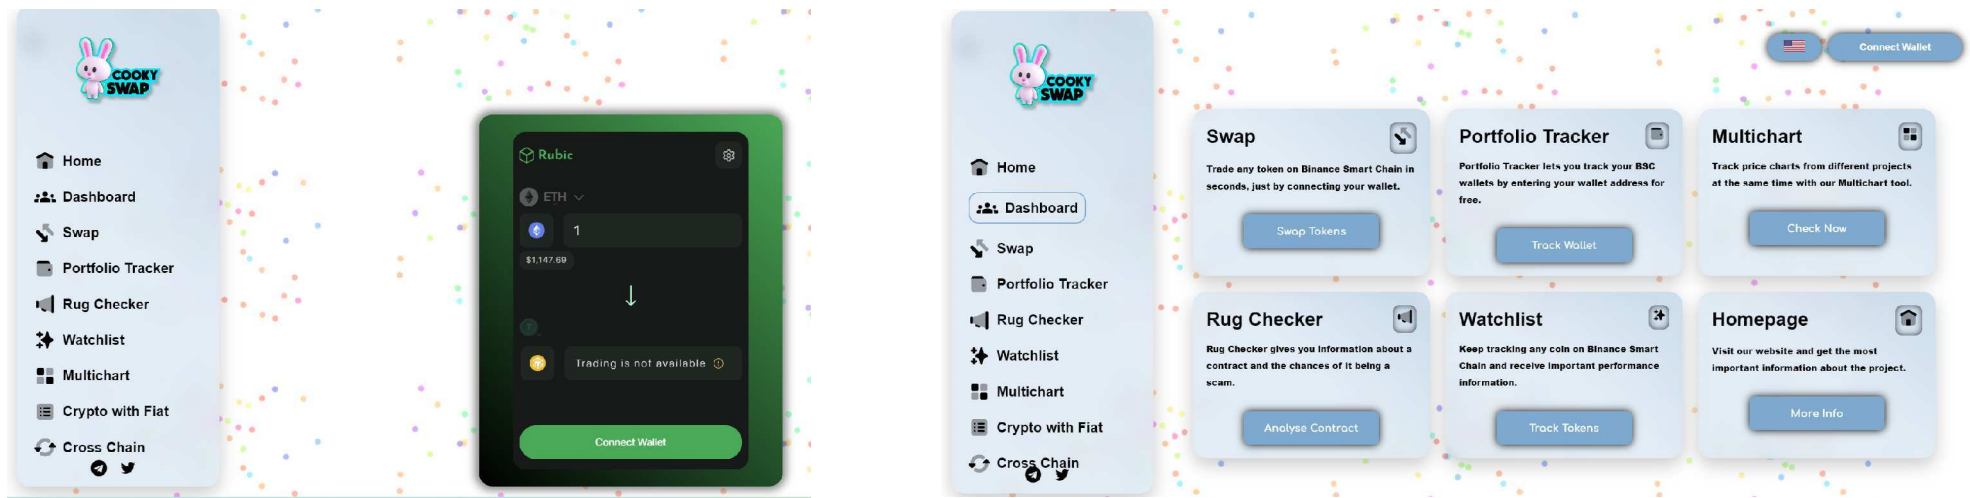 COOKY
SWAP
Home
Dashboard
Swap
Portfolio Tracker
Rug Checker
Watchlist
Multichart
Crypto with Fiat
Cross Chain
Rubic
ETH
1
$1,147.69
Trading is not available
Connect Wallet
COOKY
SWAP
Home
Dashboard
Swap
Portfolio Tracker
Rug Checker
Watchlist
Multichart
Crypto with Fiat
Cross Chain
Connect Wallet
Swap
Trade any token on Binance Smart Chain in
seconds, just by connecting your wallet.
Swap Tokens
Portfolio Tracker
Portfolio Tracker lets you track your BSC
wallets by entering your wallet address for
free.
Track Wallet
Multichart
Track price charts from different projects
at the same time with our Multichart tool.
Check Now
Rug Checker
Rug Checker gives you information about a
contract and the chances of it being a
scam.
Analyse Contract
Watchlist
Keep tracking any coin on Binance Smart
Chain and receive important performance
information.
Track Tokens
Homepage
Visit our website and get the most
important information about the project.
More Info